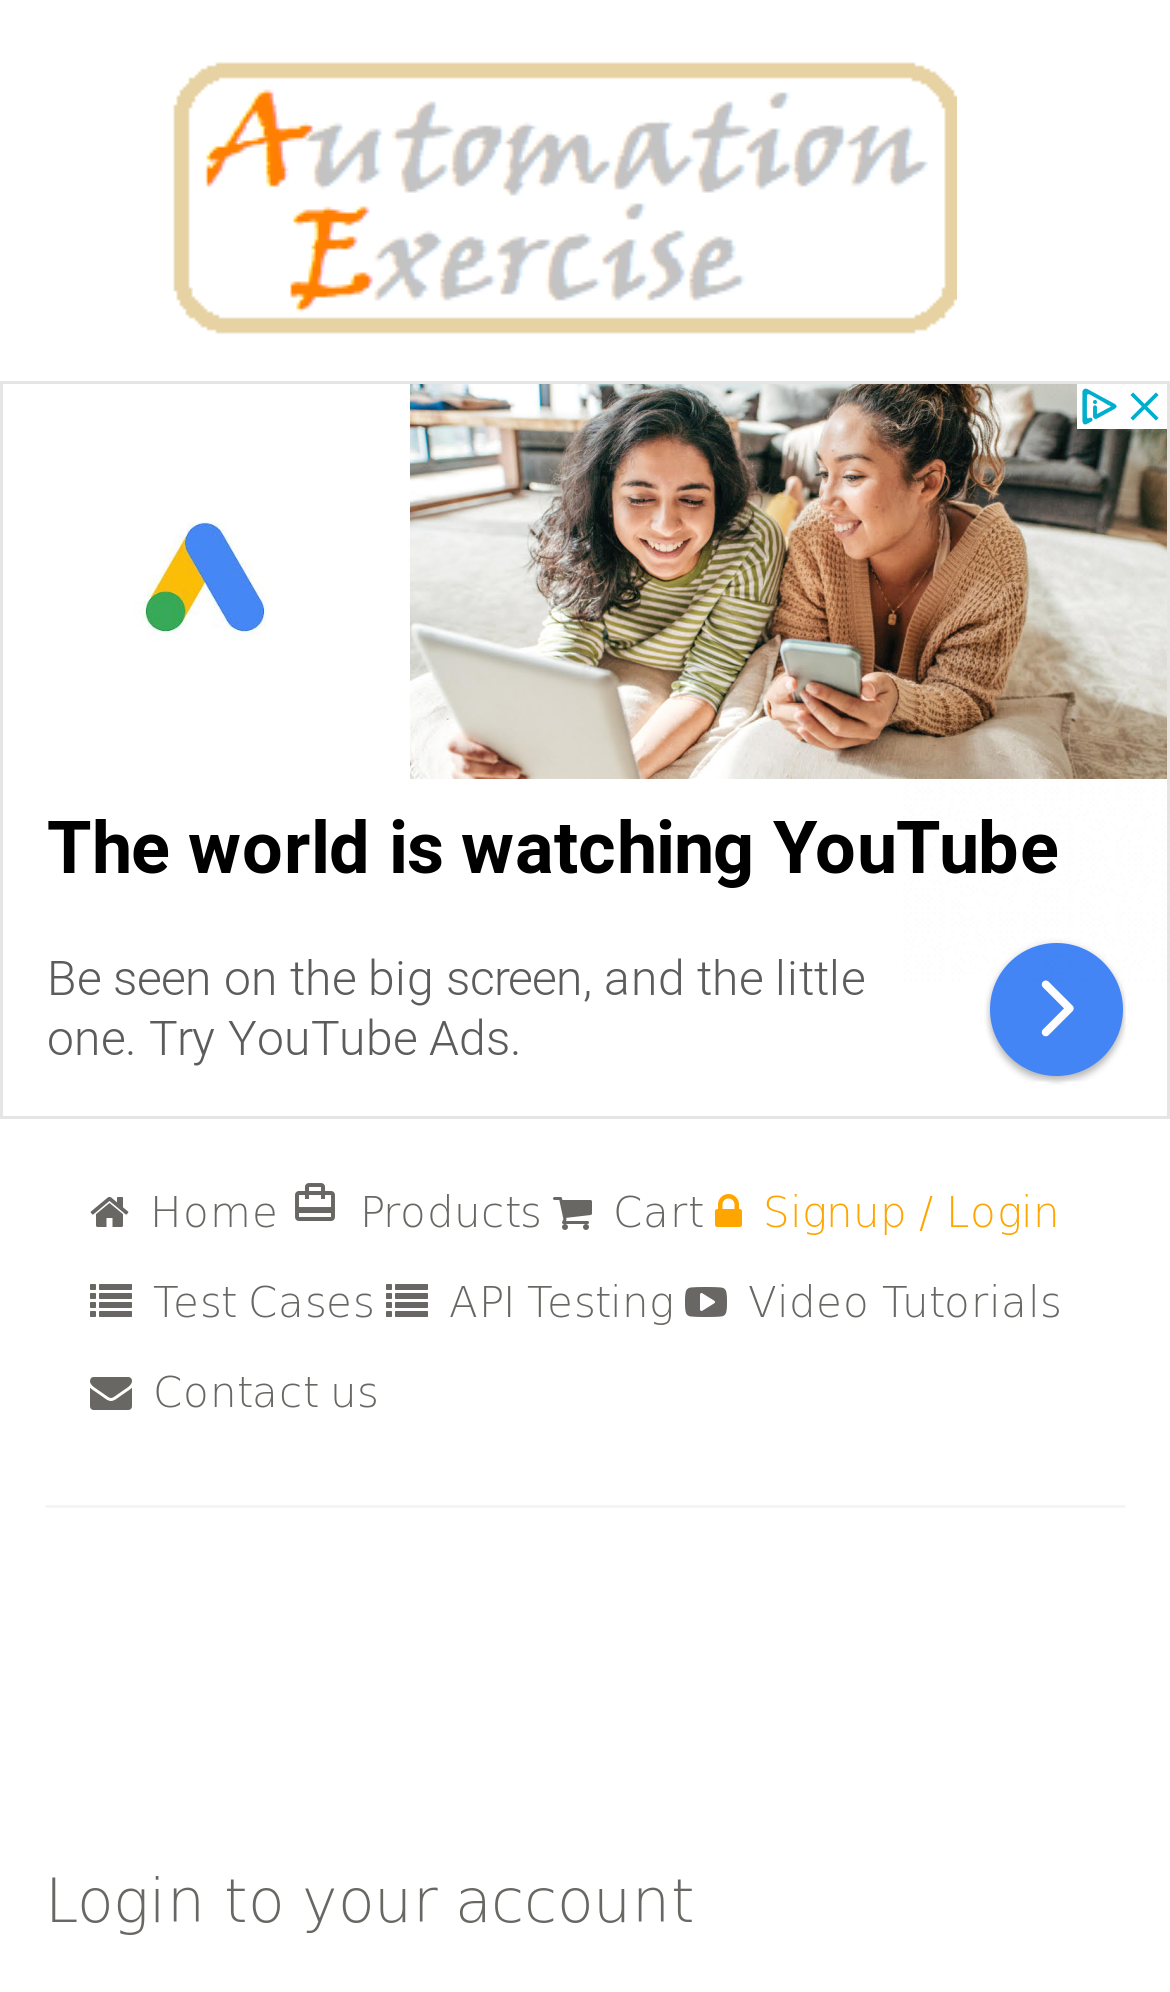 Automation
Exercise
The world is watching YouTube
Be seen on the big screen, and the little
one. Try YouTube Ads.
Home Products Cart Signup / Login
Test Cases API Testing Video Tutorials
Contact us
Login to your account